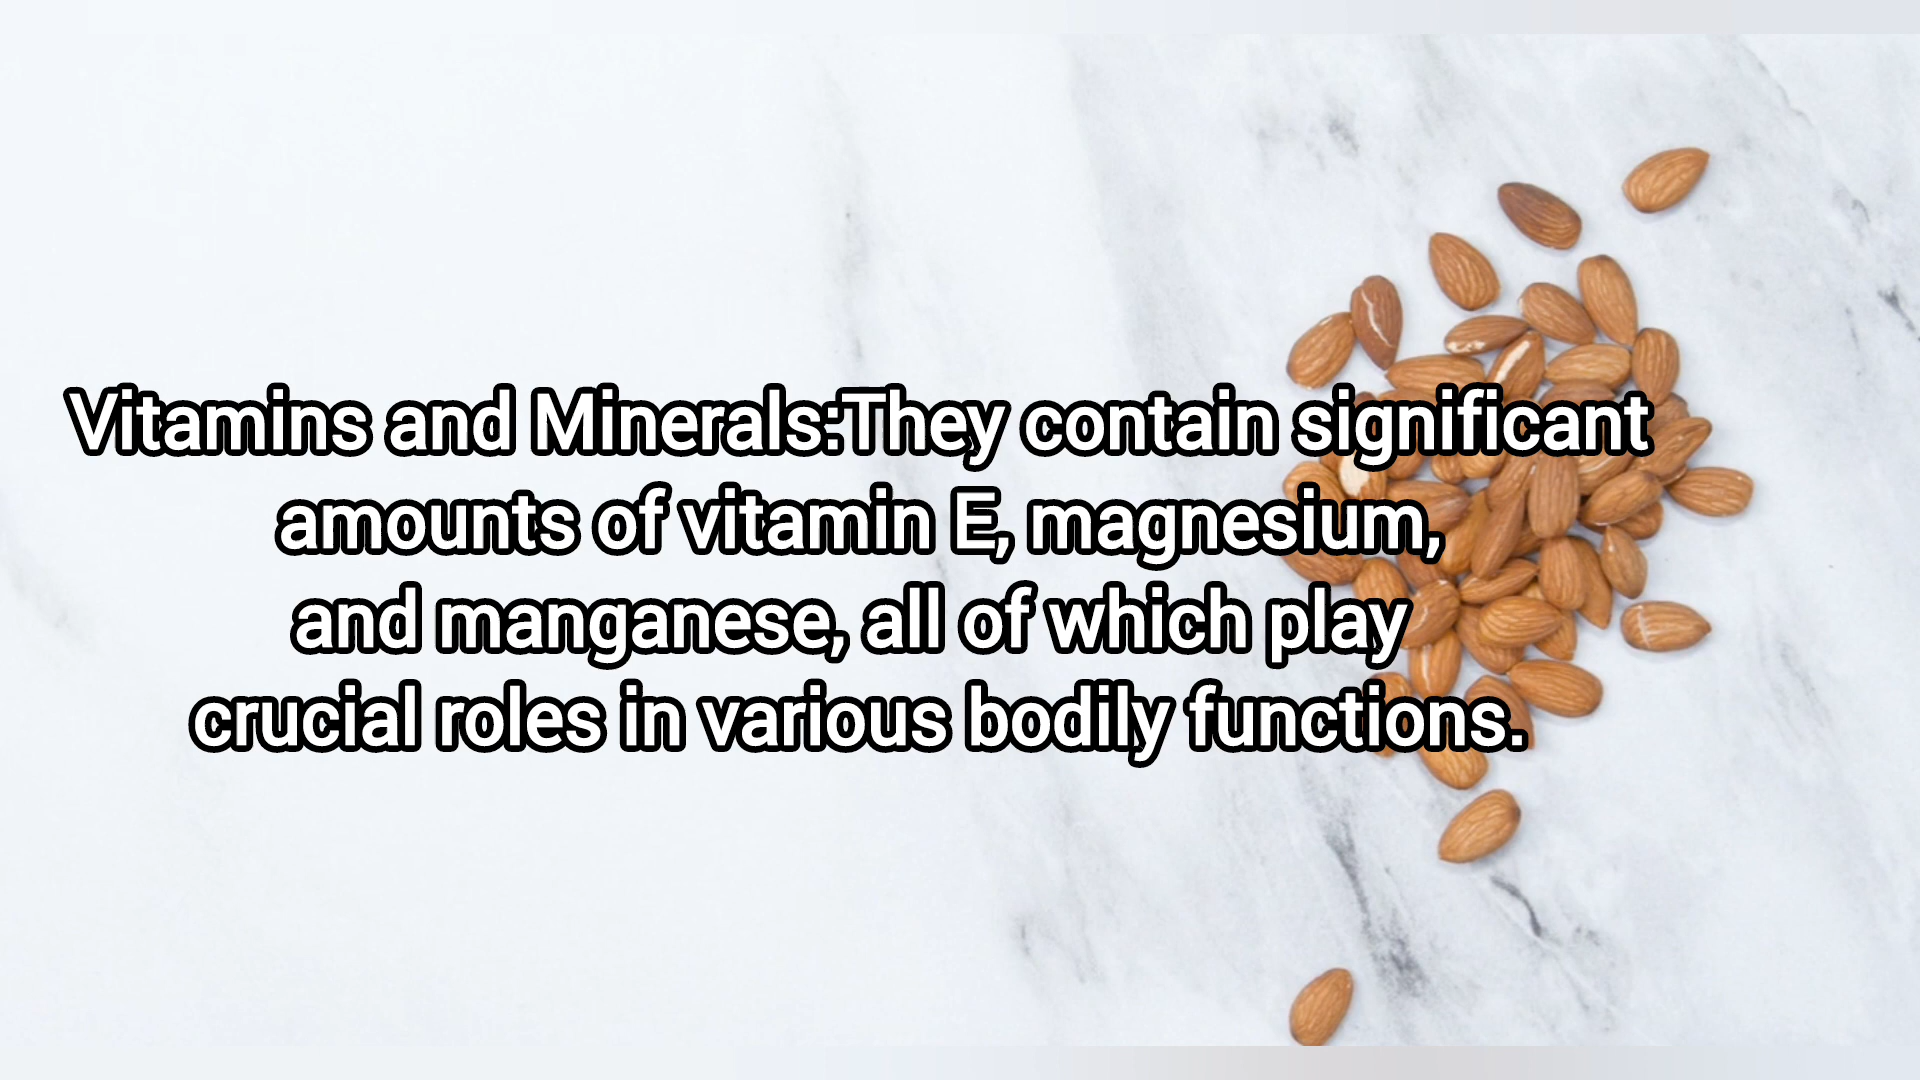 Vitamins and Minerals:They contain significant
amounts of vitamin E, magnesium,
and manganese, all of which play
crucial roles in various bodily functions.